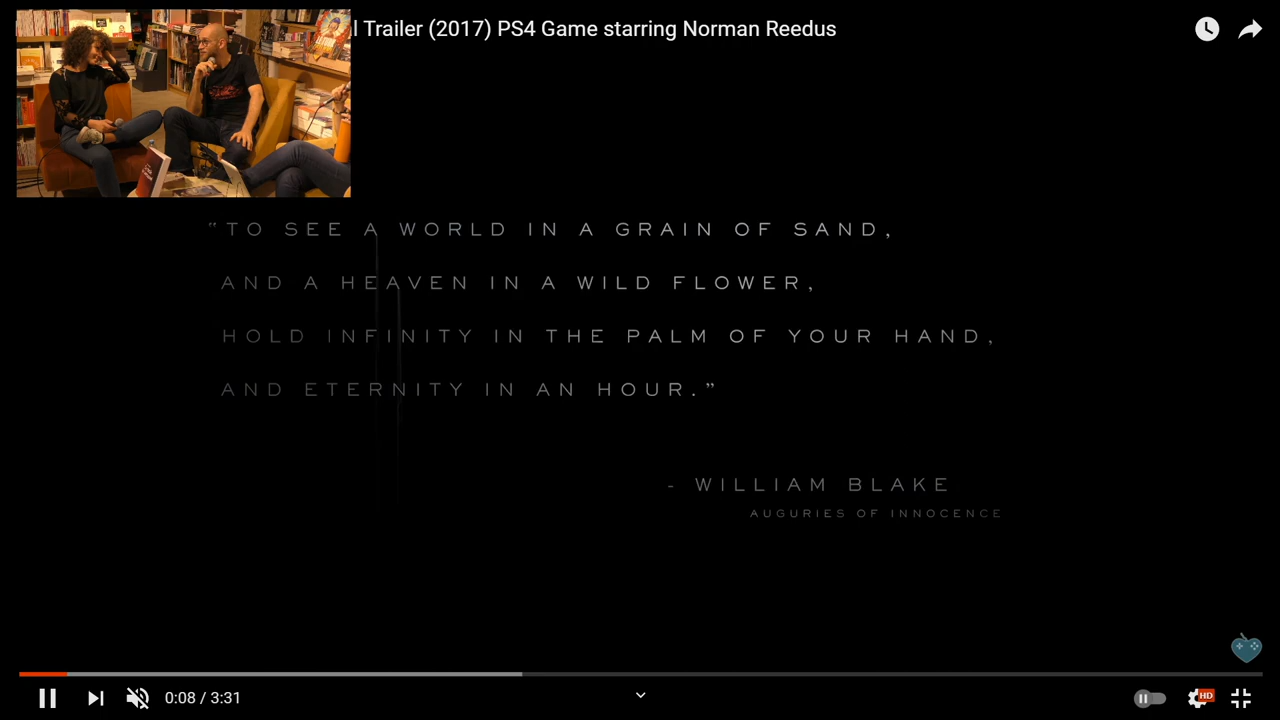 l Trailer (2017) PS4 Game starring Norman Reedus
“TO SEE A WORLD IN A GRAIN OF SAND,
AND A HEAVEN IN A WILD FLOWER,
HOLD INFINITY IN THE PALM OF YOUR HAND,
AND ETERNITY IN AN HOUR.”
- WILLIAM BLAKE
AUGURIES OF INNOCENCE
0:08 / 3:31
HD